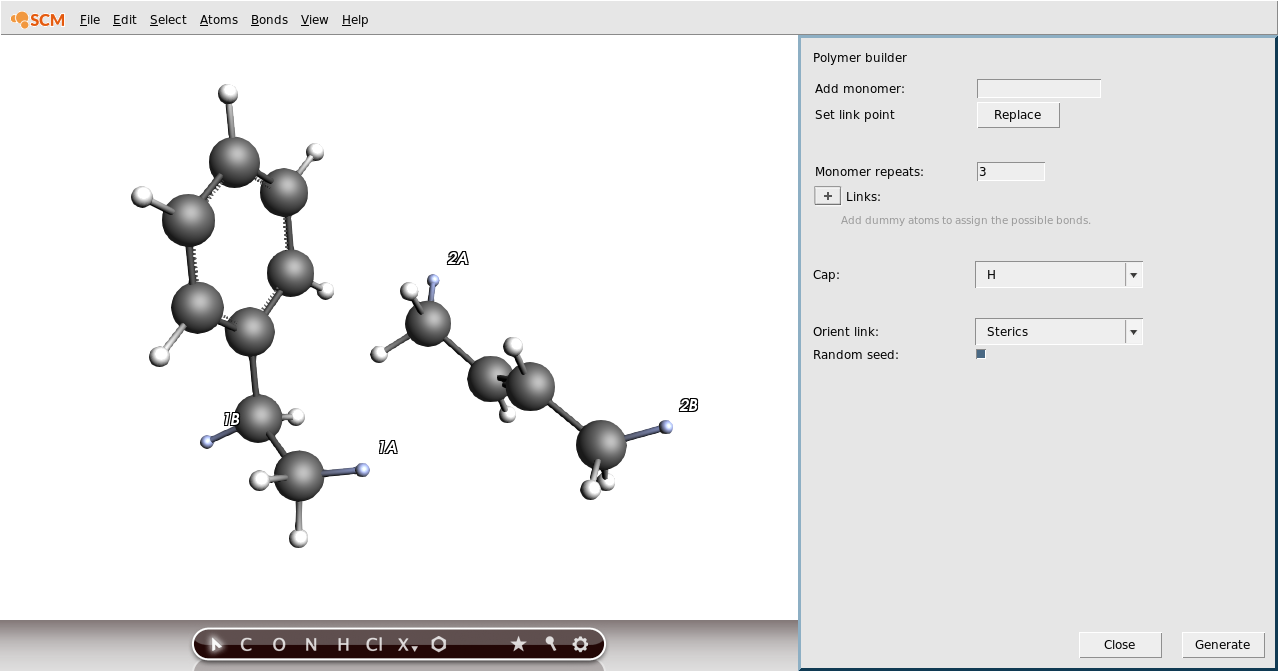 SCM File Edit Select Atoms Bonds View Help
Polymer builder
Add monomer:
Set link point Replace
Monomer repeats: 3
+ Links:
Add dummy atoms to assign the possible bonds.
Cap: H
Orient link: Sterics
Random seed:
2A
2B
1B
1A
C O N H Cl X
Close Generate